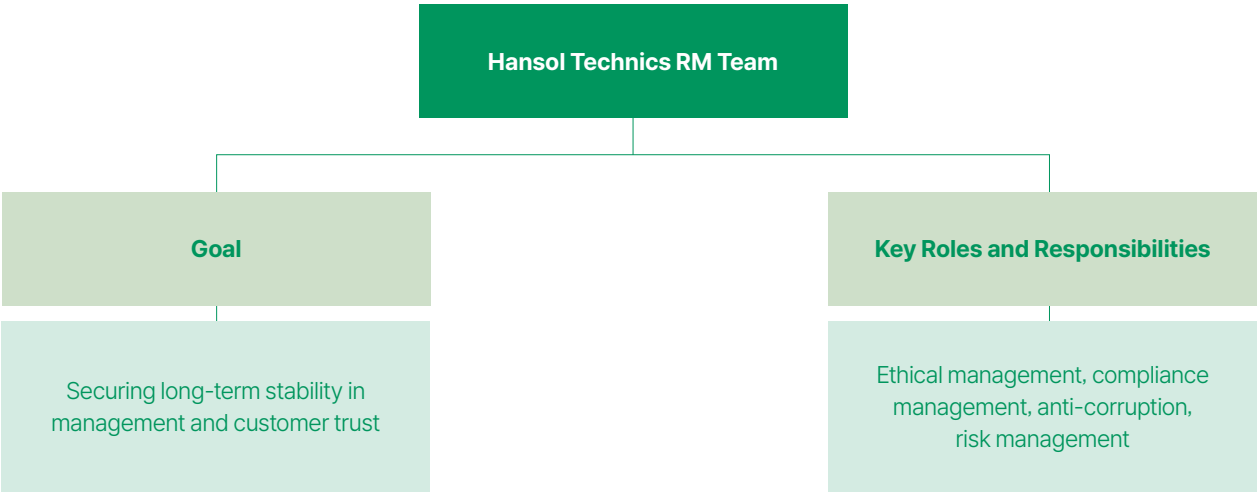 Hansol Technics RM Team
Goal
Key Roles and Responsibilities
Securing long-term stability in
management and customer trust
Ethical management, compliance
management, anti-corruption,
risk management